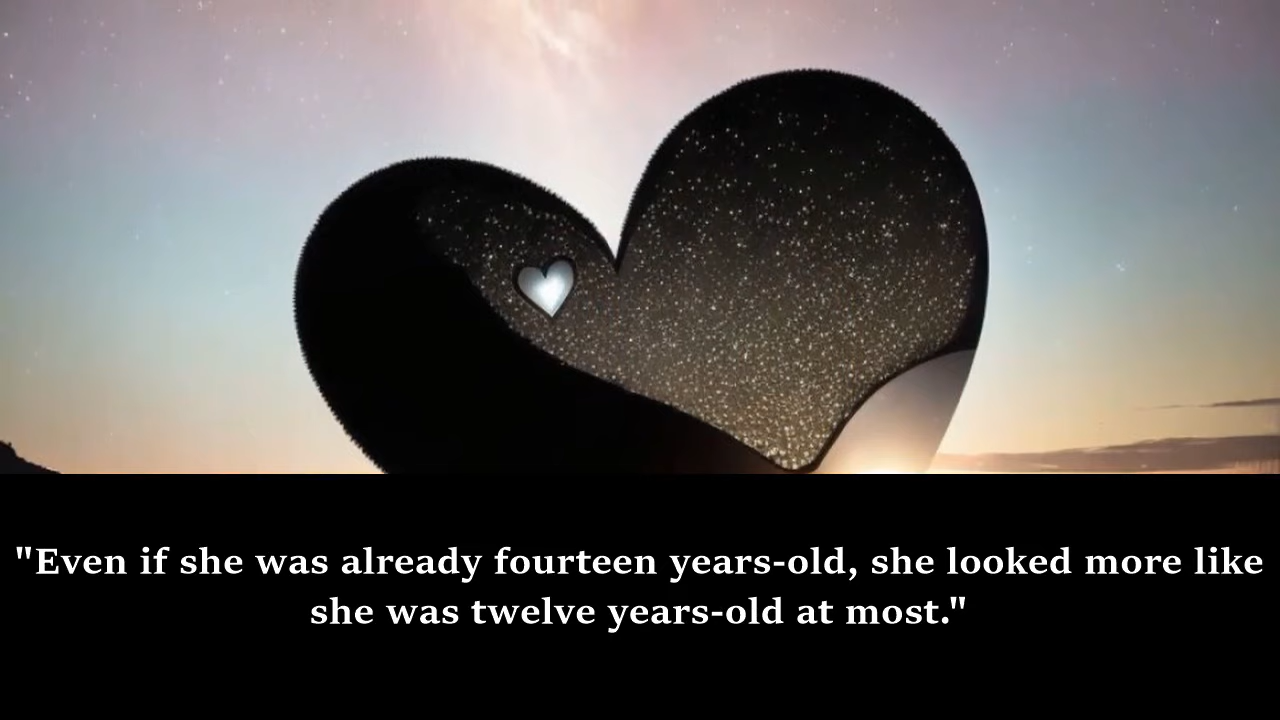 "Even if she was already fourteen years-old, she looked more like
she was twelve years-old at most."